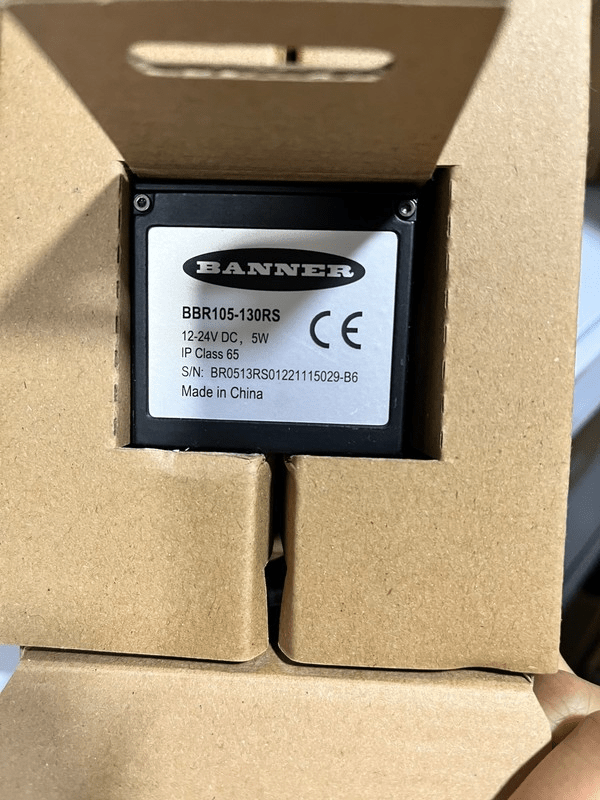 BANNER
BBR105-130RS
CE
12-24V DC, 5W
IP Class 65
S/N: BR0513RS01221115029-B6
Made in China